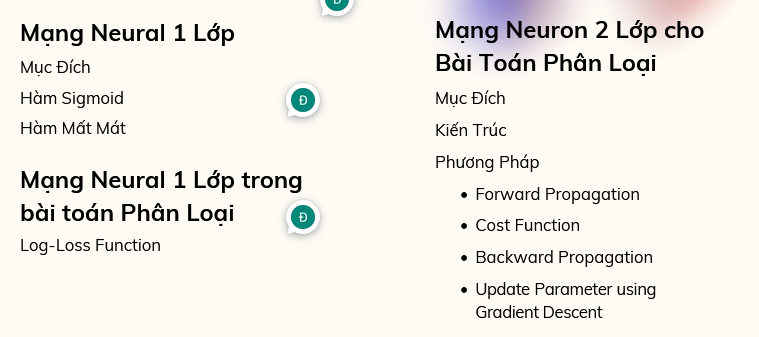 Mạng Neural 1 Lớp
Mục Đích
Hàm Sigmoid
Đ
Hàm Mất Mát
Mạng Neural 1 Lớp trong
bài toán Phân Loại
Đ
Log-Loss Function
Mạng Neuron 2 Lớp cho
Bài Toán Phân Loại
Mục Đích
Kiến Trúc
Phương Pháp
• Forward Propagation
• Cost Function
• Backward Propagation
• Update Parameter using
Gradient Descent